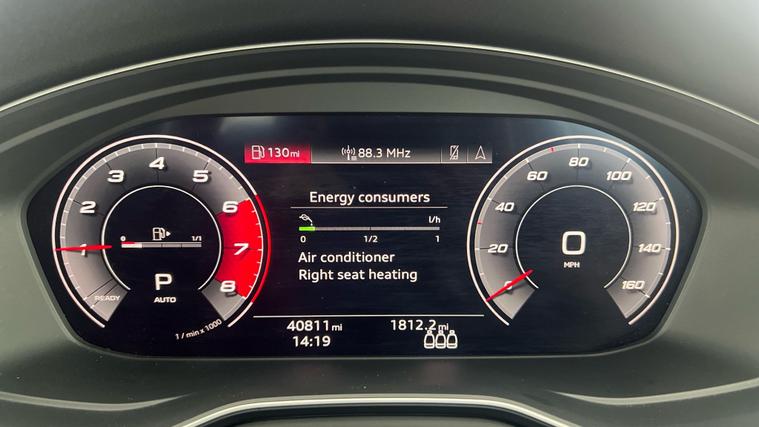 130mi
88.3 MHz
Energy consumers
l/h
0 1/2 1
Air conditioner
Right seat heating
40811mi 1812.2mi
14:19
READY 1 2 3 4 5 6 7 8
1 / min x 1000
0 1/1
P
AUTO
0 20 40 60 80 100 120 140 160
0
MPH